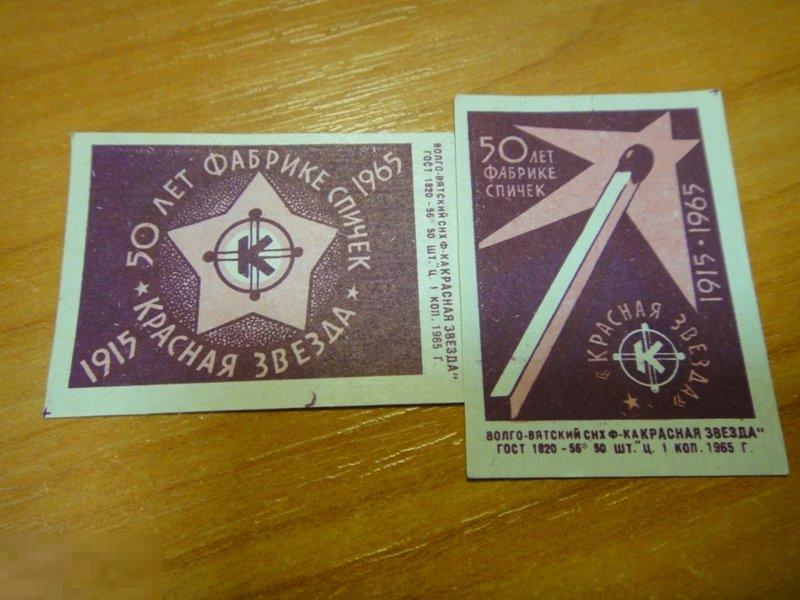 50 ЛЕТ ФАБРИКЕ СПИЧЕК
★ КРАСНАЯ ЗВЕЗДА ★
1915
1965
К
ВОЛГО-ВЯТСКИЙ СНХ Ф-КА КРАСНАЯ ЗВЕЗДА"
ГОСТ 1820-56° 50 ШТ." Ц. 1 КОП. 1965 Г.
50 ЛЕТ
ФАБРИКЕ
СПИЧЕК
1915 • 1965
«КРАСНАЯ ЗВЕЗДА»
К
ВОЛГО-ВЯТСКИЙ СНХ Ф-КА КРАСНАЯ ЗВЕЗДА"
ГОСТ 1820-56° 50 ШТ." Ц. 1 КОП. 1965 Г.